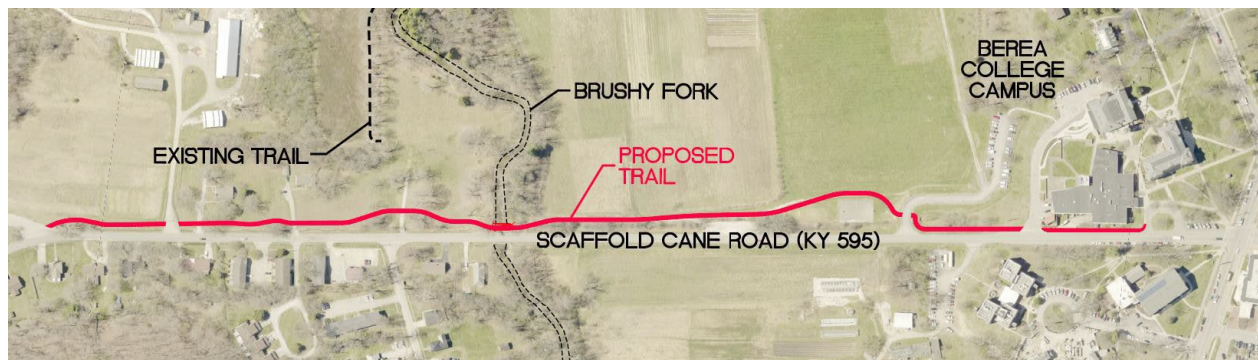 BEREA
COLLEGE
CAMPUS
BRUSHY FORK
EXISTING TRAIL
PROPOSED
TRAIL
SCAFFOLD CANE ROAD (KY 595)